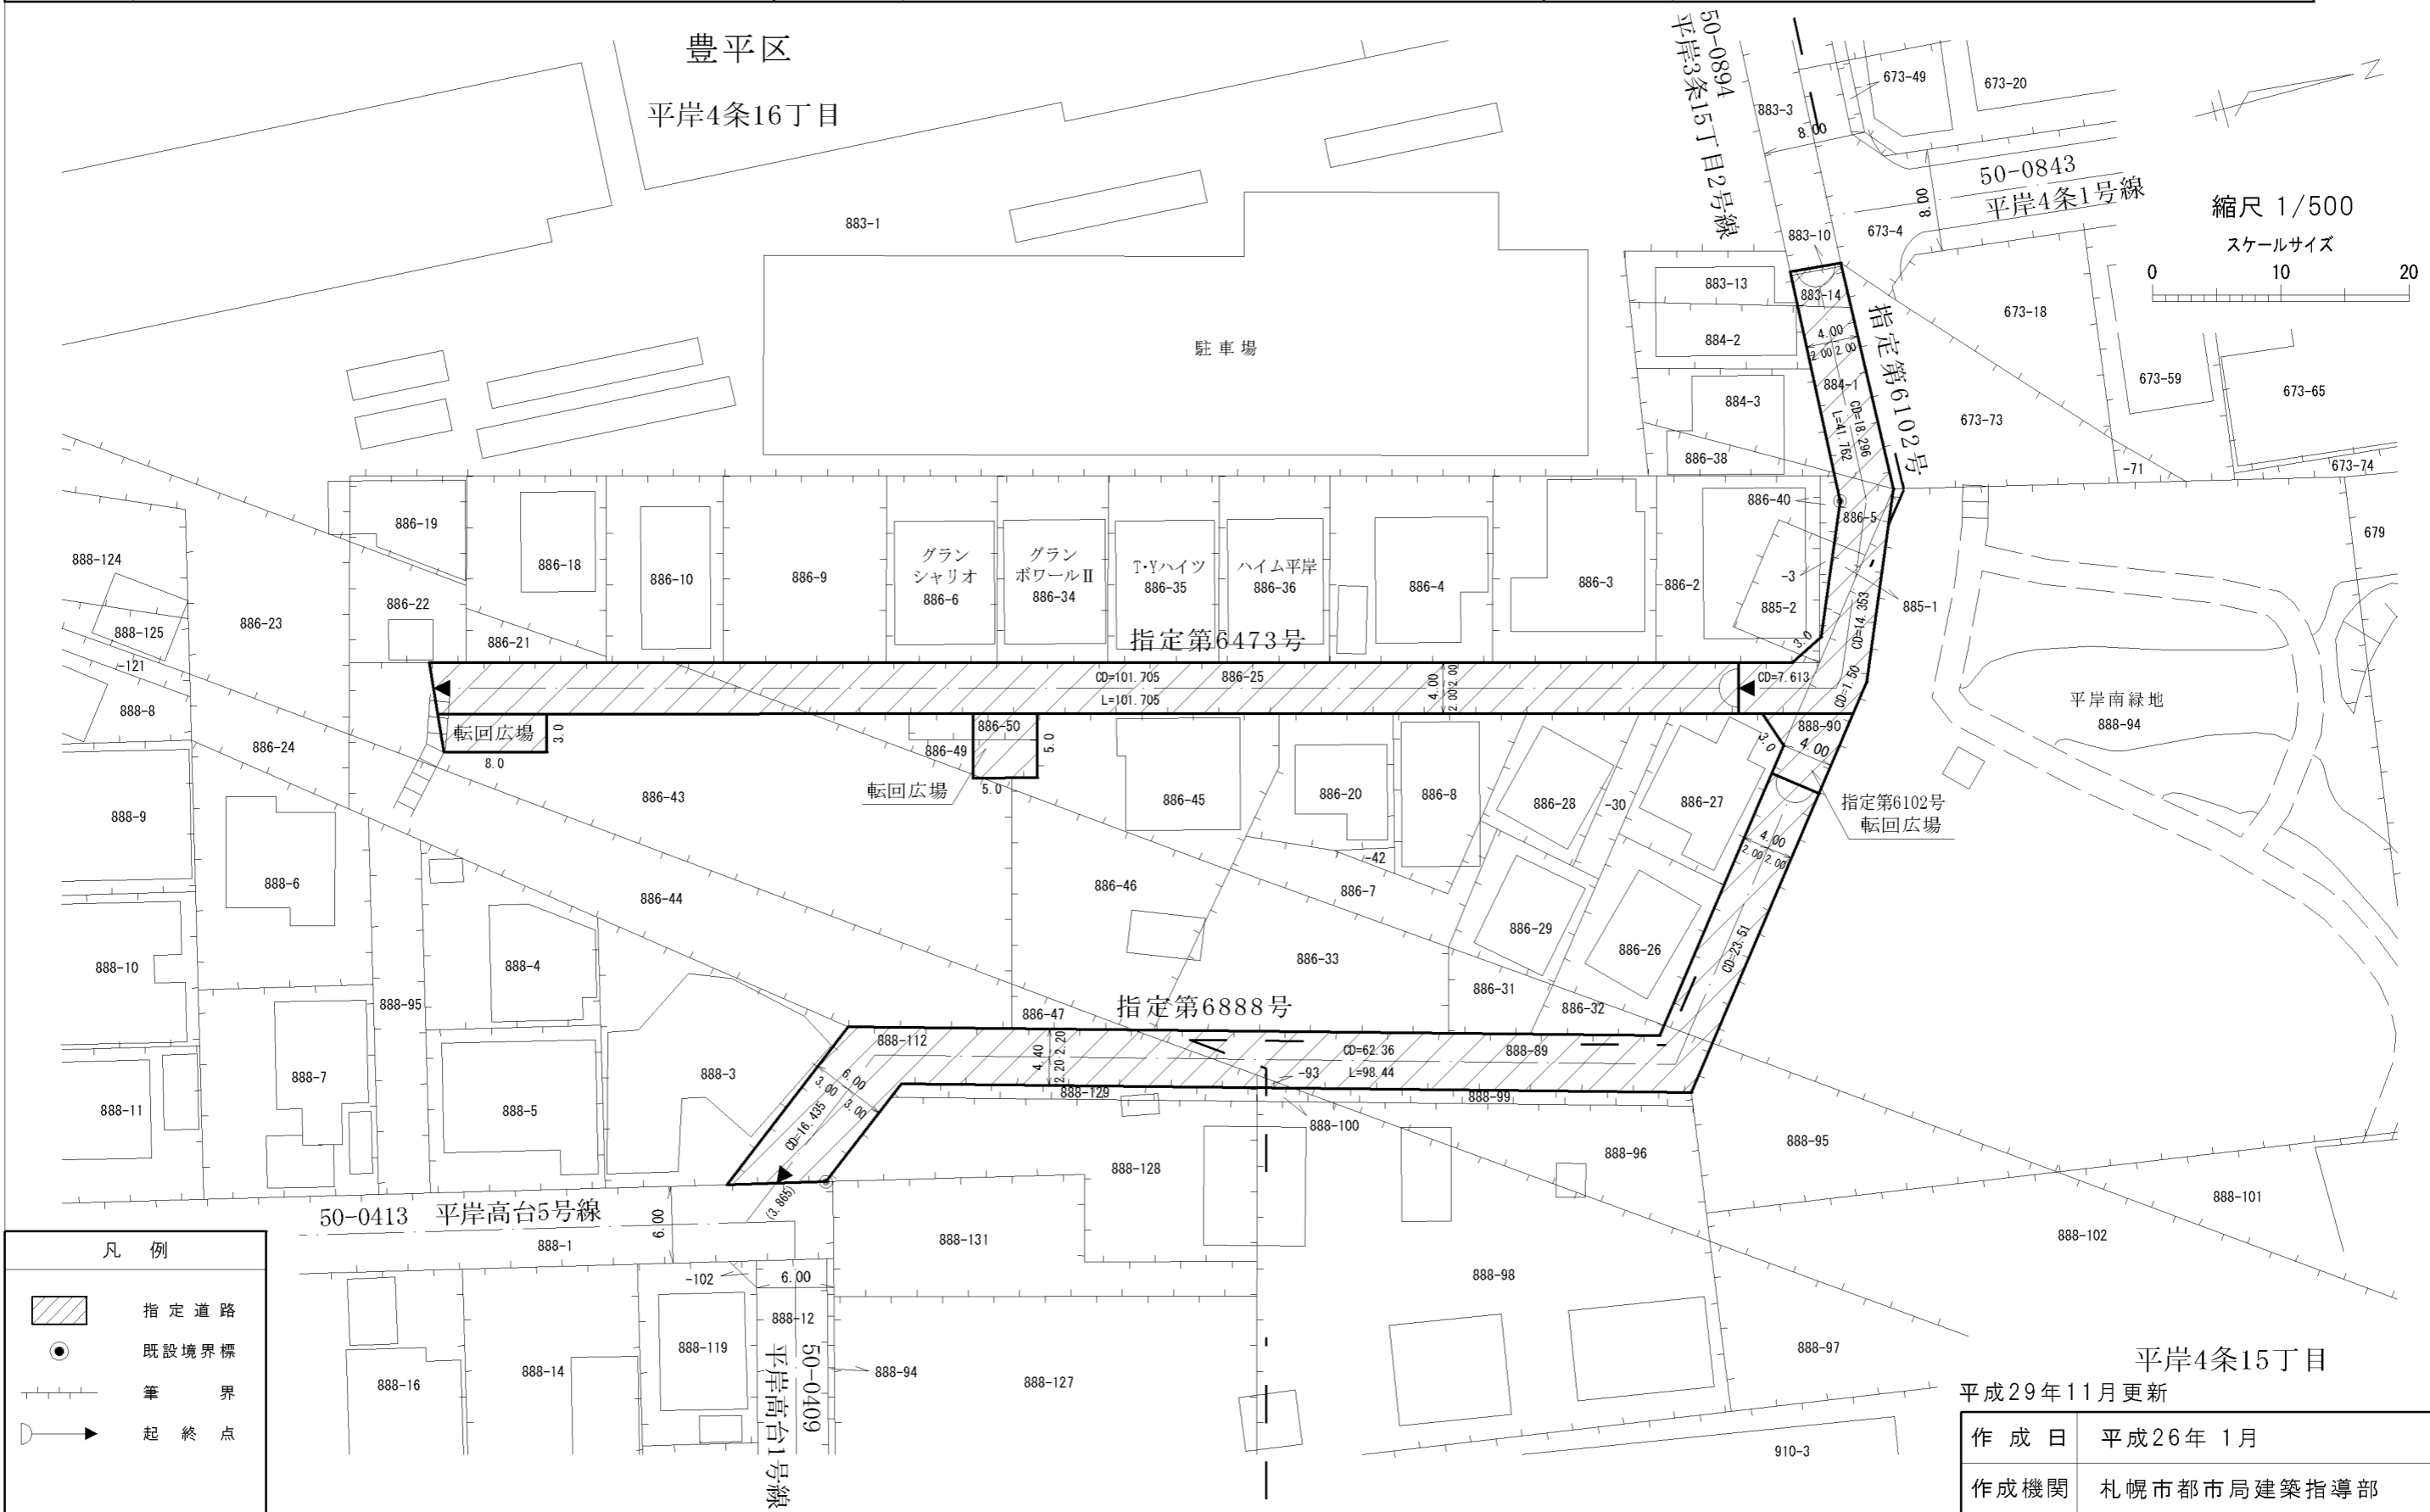 豊平区
平岸4条16丁目
50-0894
平岸3条15丁目2号線
883-3
8.00
673-49
673-20
50-0843
平岸4条1号線
8.00
673-4
883-10
N
縮尺 1/500
スケールサイズ
0 10 20
883-1
駐車場
883-13
883-14
884-2
4.00
2.00 2.00
指定第6102号
884-1
884-3
CD=18.296
L=41.762
886-38
673-18
673-59
673-65
673-73
-71
673-74
679
886-40
886-5
-3
885-2
885-1
3.0
CD=14.353
CD=1.50
886-19
886-18
886-10
886-9
グラン
シャリオ
886-6
グラン
ボワールⅡ
886-34
T・Yハイツ
886-35
ハイム平岸
886-36
886-4
886-3
886-2
888-124
888-125
-121
888-8
886-23
886-22
886-21
886-24
指定第6473号
CD=101.705
886-25
L=101.705
4.00
2.00 2.00
CD=7.613
転回広場
3.0
8.0
886-49
886-50
5.0
5.0
転回広場
888-90
3.0
4.00
指定第6102号
転回広場
平岸南緑地
888-94
886-43
886-45
886-20
886-8
886-28
-30
886-27
4.00
2.00 2.00
888-9
888-6
886-44
886-46
-42
886-7
886-29
886-26
886-33
886-31
886-32
CD=23.51
888-10
888-95
888-4
886-47
指定第6888号
888-112
4.40
2.20 2.20
CD=62.36
L=98.44
888-89
-93
888-129
888-99
888-100
888-11
888-7
888-5
888-3
6.00
3.00 3.00
CD=16.435
(3.865)
888-128
888-96
888-95
888-101
888-102
50-0413 平岸高台5号線
6.00
888-1
888-131
888-98
-102
6.00
888-12
888-119
888-16
888-14
50-0409
平岸高台1号線
888-94
888-127
888-97
910-3
凡例
指定道路
既設境界標
筆界
起終点
平岸4条15丁目
平成29年11月更新
作成日 平成26年 1月
作成機関 札幌市都市局建築指導部